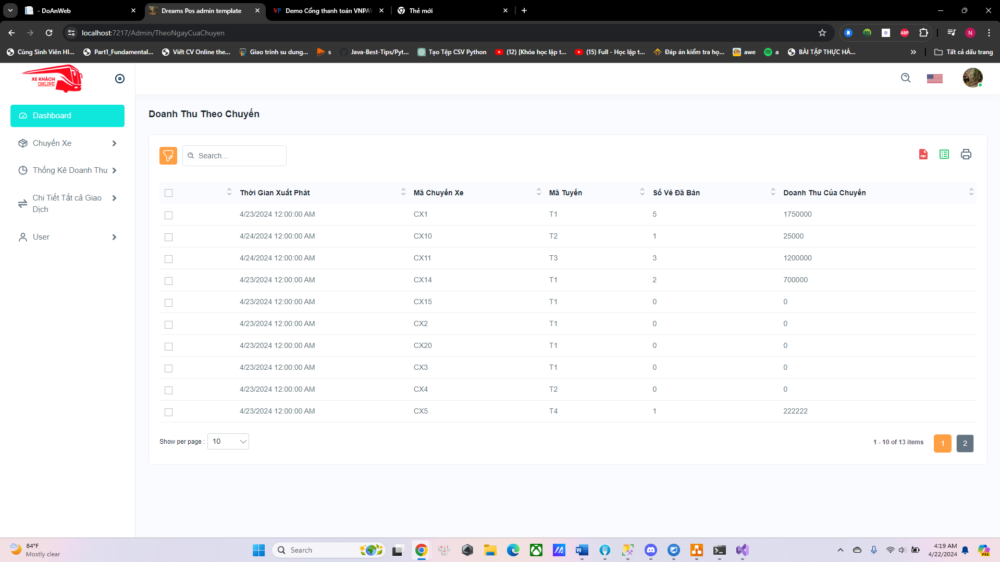 - DoAnWeb
Dreams Pos admin template
VP Demo Cổng thanh toán VNPAY
Thẻ mới
localhost:7217/Admin/TheoNgayCuaChuyen
B
ABP
N
Cùng Sinh Viên HI...
Part1_Fundamental...
Viết CV Online the...
Giao trinh su dung...
s
Java-Best-Tips/Pyt...
Tạo Tệp CSV Python
(12) [Khóa học lập t...
(15) Full - Học lập t...
Đáp án kiểm tra họ...
awe
a
BÀI TẬP THỰC HÀ...
Tất cả dấu trang
XE KHÁCH
ONLINE
Dashboard
Chuyến Xe
Thống Kê Doanh Thu
Chi Tiết Tất cả Giao
Dịch
User
Doanh Thu Theo Chuyến
Search...
PDF
Thời Gian Xuất Phát Mã Chuyến Xe Mã Tuyến Số Vé Đã Bán Doanh Thu Của Chuyến
4/23/2024 12:00:00 AM CX1 T1 5 1750000
4/24/2024 12:00:00 AM CX10 T2 1 25000
4/24/2024 12:00:00 AM CX11 T3 3 1200000
4/23/2024 12:00:00 AM CX14 T1 2 700000
4/23/2024 12:00:00 AM CX15 T1 0 0
4/23/2024 12:00:00 AM CX2 T1 0 0
4/23/2024 12:00:00 AM CX20 T1 0 0
4/23/2024 12:00:00 AM CX3 T1 0 0
4/23/2024 12:00:00 AM CX4 T2 0 0
4/23/2024 12:00:00 AM CX5 T4 1 222222
Show per page : 10
1 - 10 of 13 items 1 2
84°F
Mostly clear
Search
4:19 AM
4/22/2024
PRE